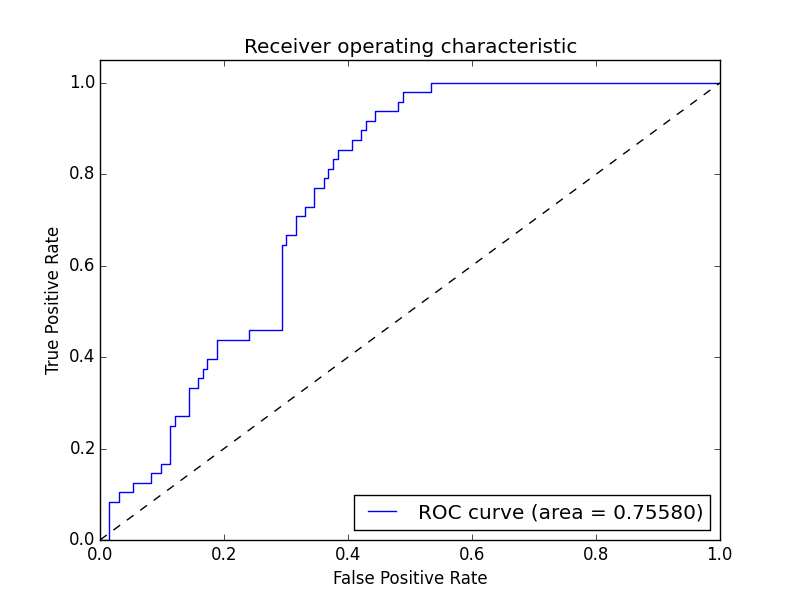 Receiver operating characteristic
1.0
0.8
0.6
0.4
0.2
0.0
True Positive Rate
ROC curve (area = 0.75580)
0.0 0.2 0.4 0.6 0.8 1.0
False Positive Rate